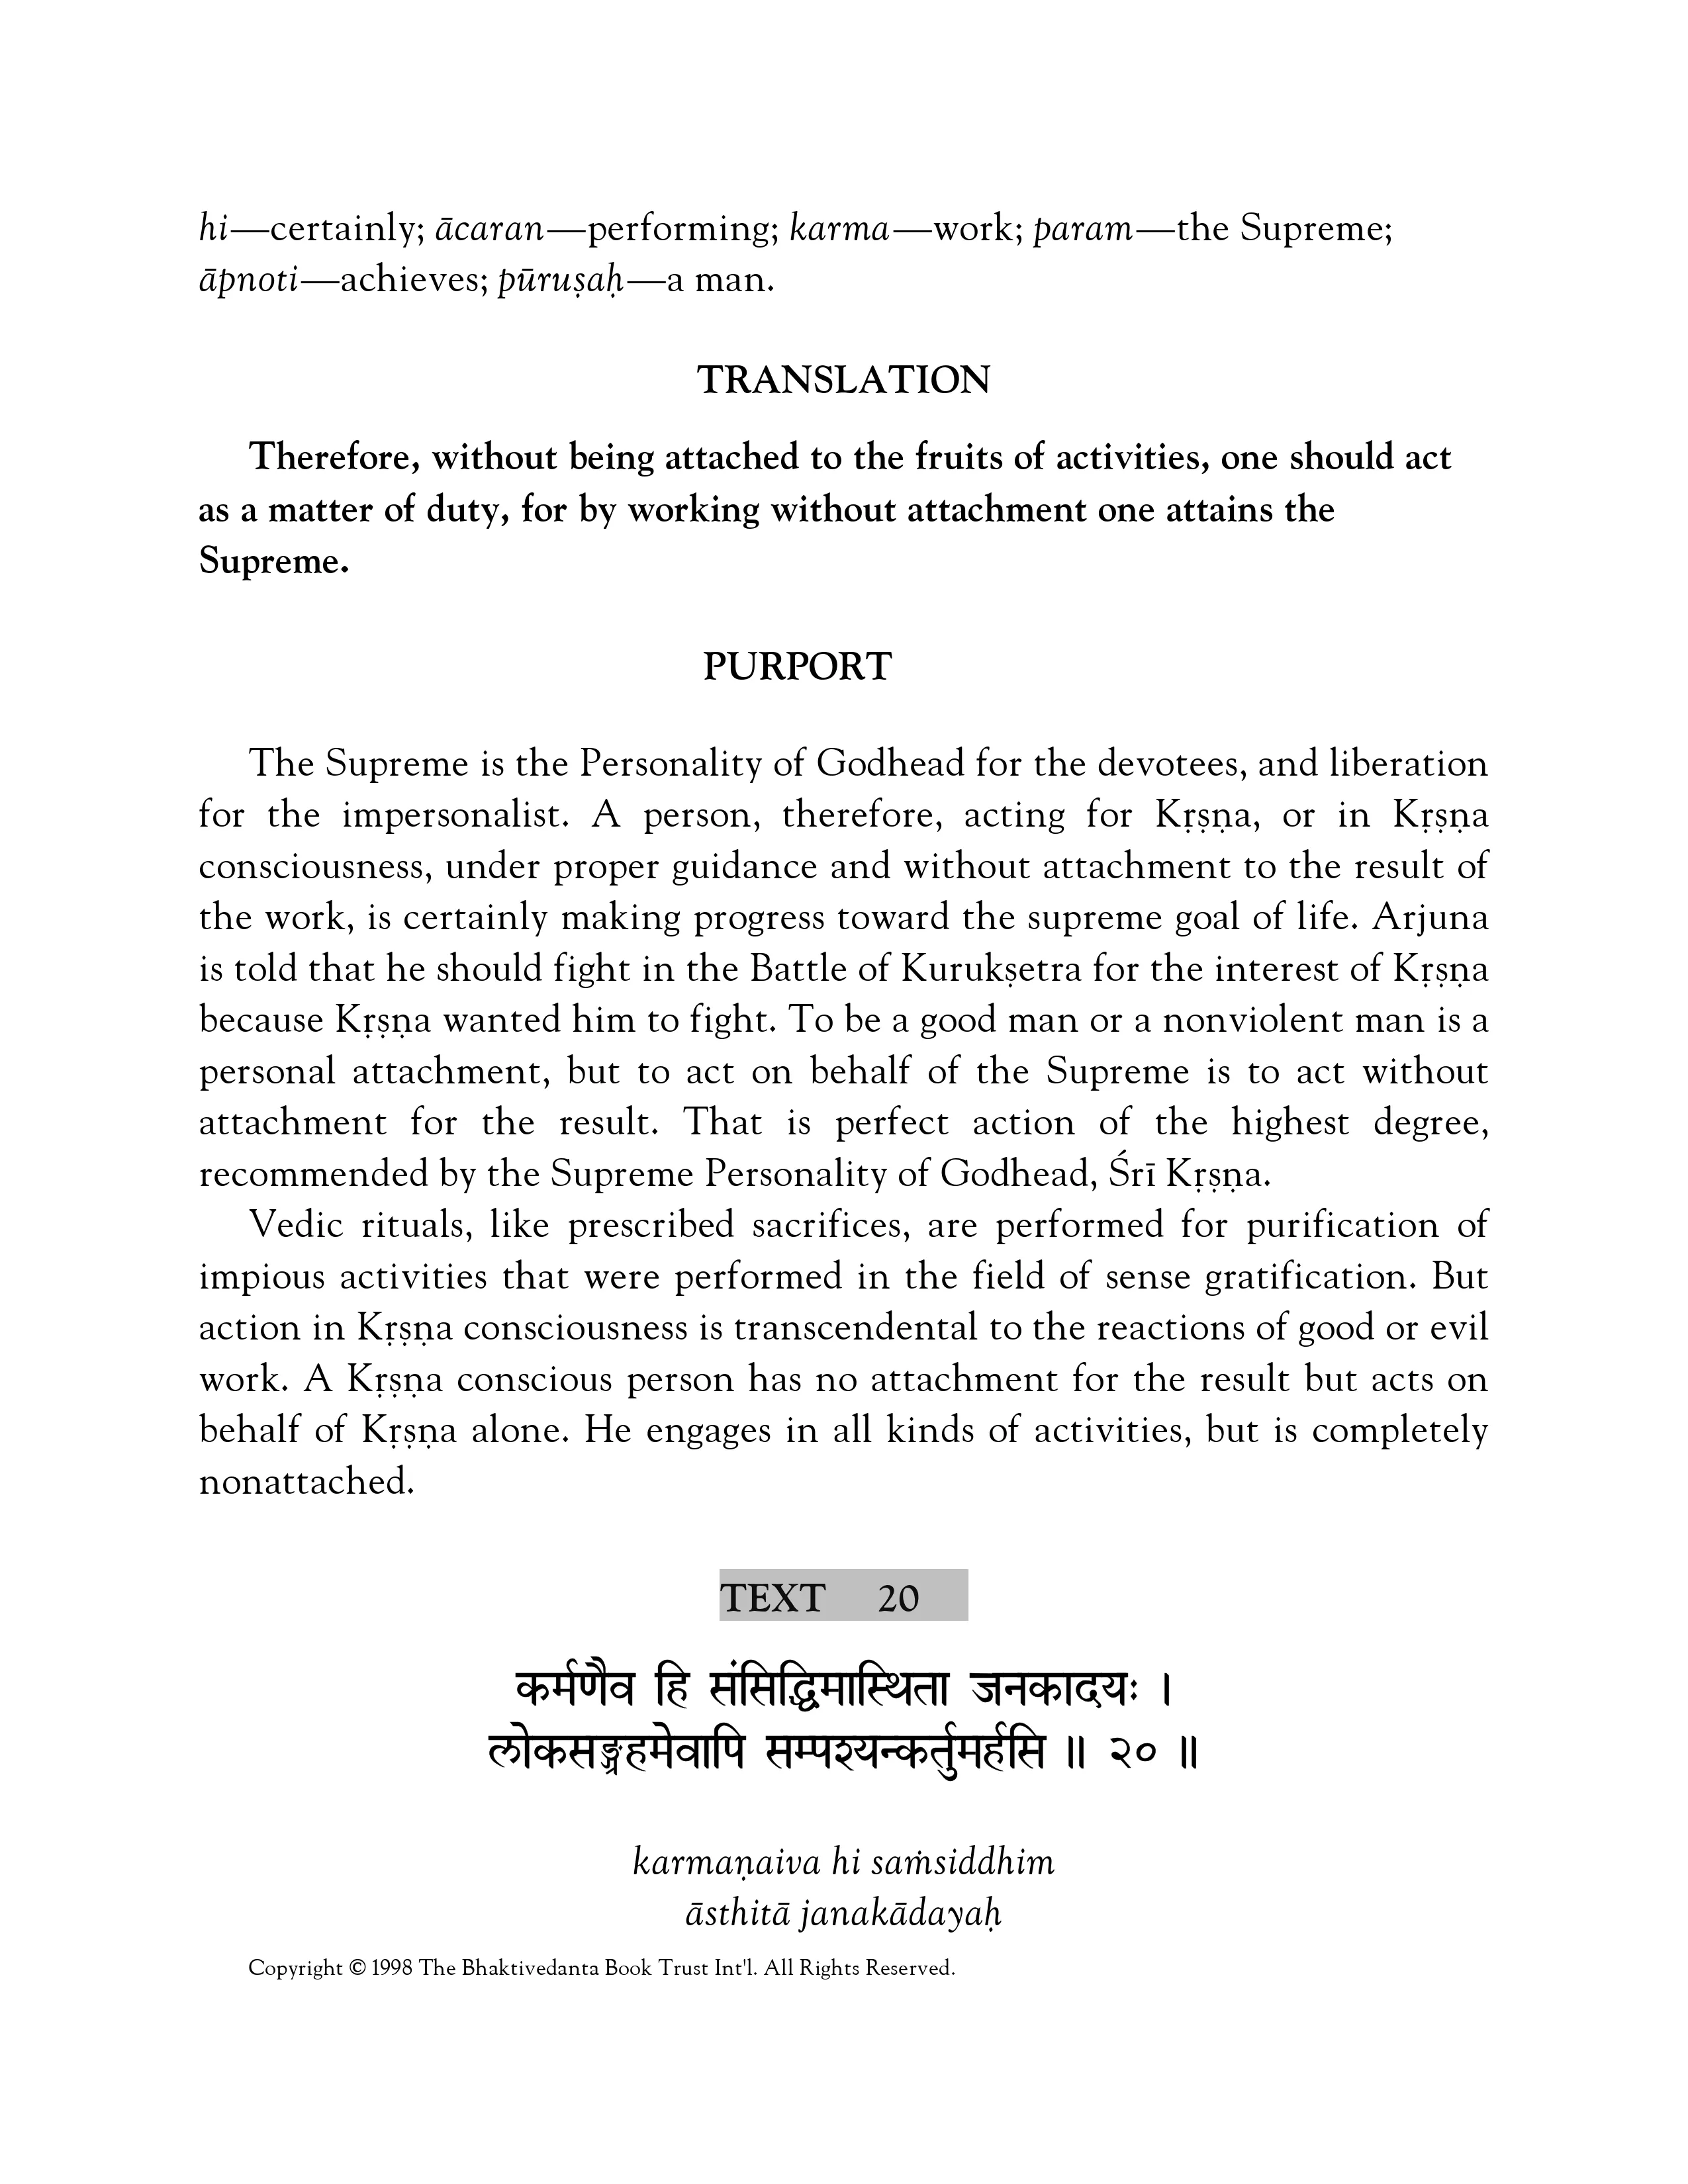 hi—certainly; ācaran—performing; karma—work; param—the Supreme;
āpnoti—achieves; pūruṣaḥ—a man.
TRANSLATION
Therefore, without being attached to the fruits of activities, one should act
as a matter of duty, for by working without attachment one attains the
Supreme.
PURPORT
The Supreme is the Personality of Godhead for the devotees, and liberation
for the impersonalist. A person, therefore, acting for Kṛṣṇa, or in Kṛṣṇa
consciousness, under proper guidance and without attachment to the result of
the work, is certainly making progress toward the supreme goal of life. Arjuna
is told that he should fight in the Battle of Kurukṣetra for the interest of Kṛṣṇa
because Kṛṣṇa wanted him to fight. To be a good man or a nonviolent man is a
personal attachment, but to act on behalf of the Supreme is to act without
attachment for the result. That is perfect action of the highest degree,
recommended by the Supreme Personality of Godhead, Śrī Kṛṣṇa.
Vedic rituals, like prescribed sacrifices, are performed for purification of
impious activities that were performed in the field of sense gratification. But
action in Kṛṣṇa consciousness is transcendental to the reactions of good or evil
work. A Kṛṣṇa conscious person has no attachment for the result but acts on
behalf of Kṛṣṇa alone. He engages in all kinds of activities, but is completely
nonattached.
TEXT 20
कर्मणैव हि संसिद्धिमास्थिता जनकादयः ।
लोकसङ्ग्रहमेवापि सम्पश्यन्कर्तुमर्हसि ॥ २० ॥
karmaṇaiva hi saṁsiddhim
āsthitā janakādayaḥ
Copyright © 1998 The Bhaktivedanta Book Trust Int'l. All Rights Reserved.